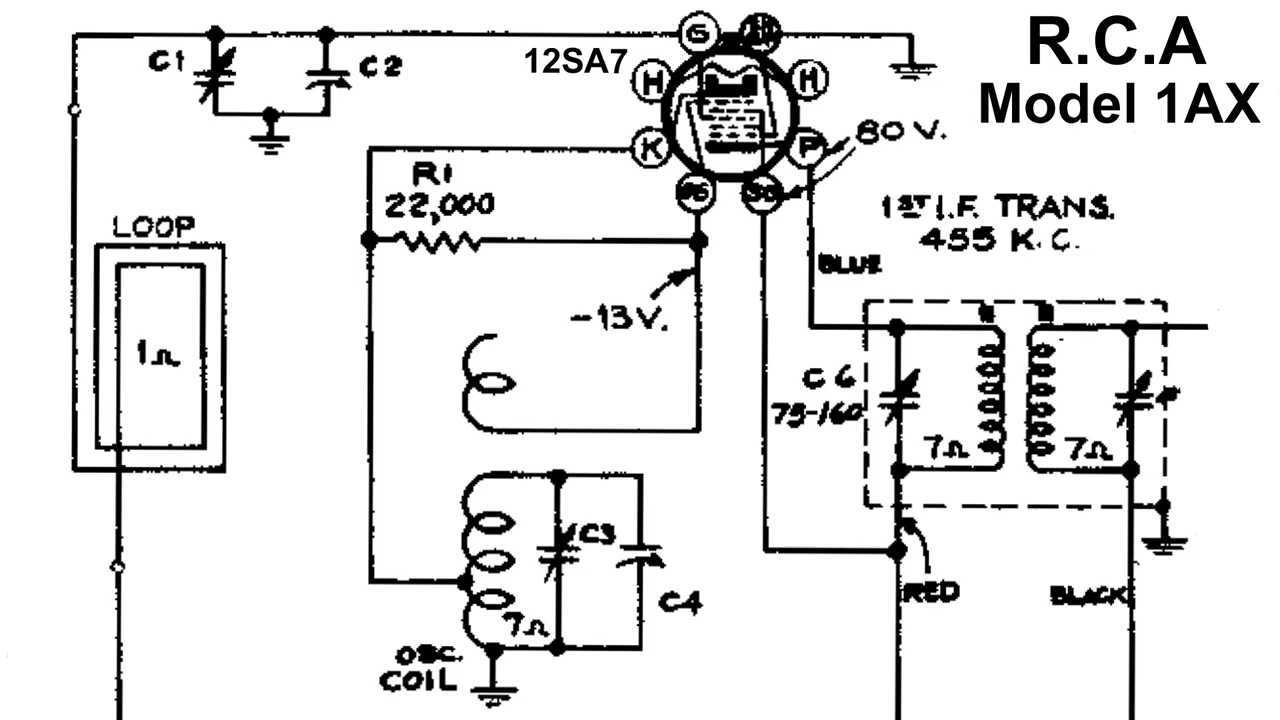 R.C.A
Model 1AX
12SA7
G
C1
C2
H
H
K
P
80 V.
R1
22,000
1ST I.F. TRANS.
455 K.C.
LOOP
BLUE
-13 V.
1Ω
C6
75-160
7Ω
7Ω
C3
RED
BLACK
C4
7Ω
OSC.
COIL